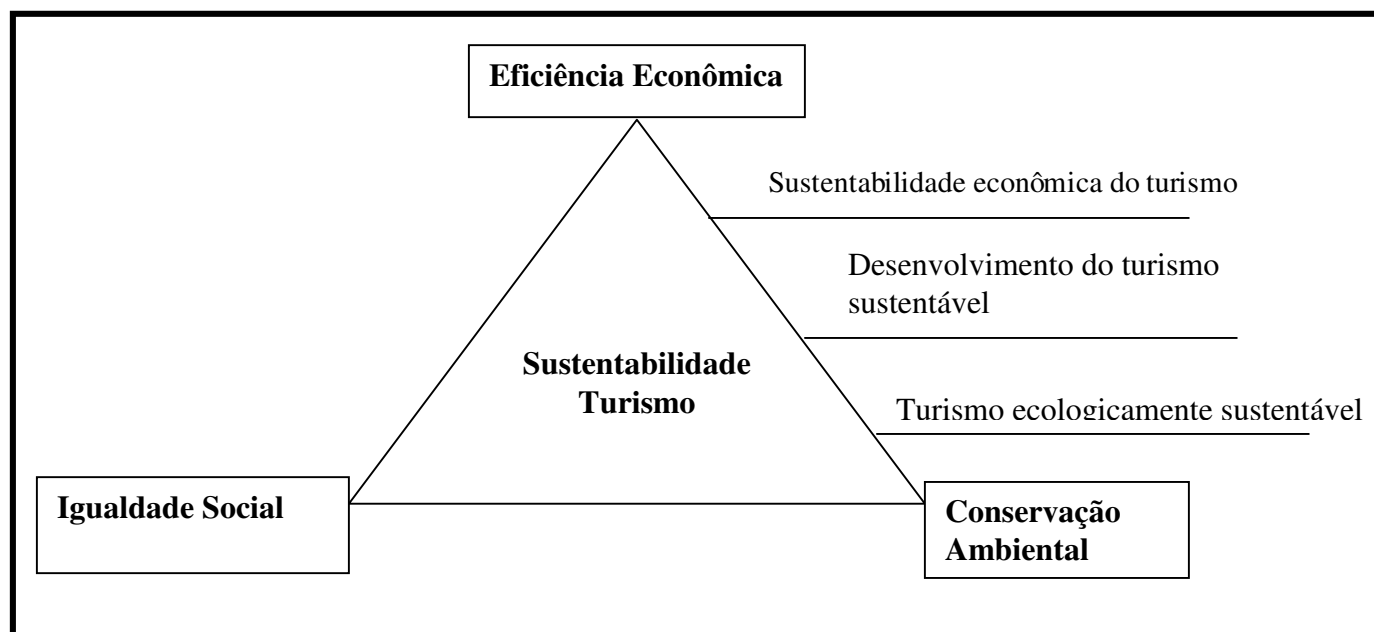 Eficiência Econômica
Sustentabilidade econômica do turismo
Desenvolvimento do turismo
sustentável
Sustentabilidade
Turismo
Turismo ecologicamente sustentável
Igualdade Social
Conservação
Ambiental